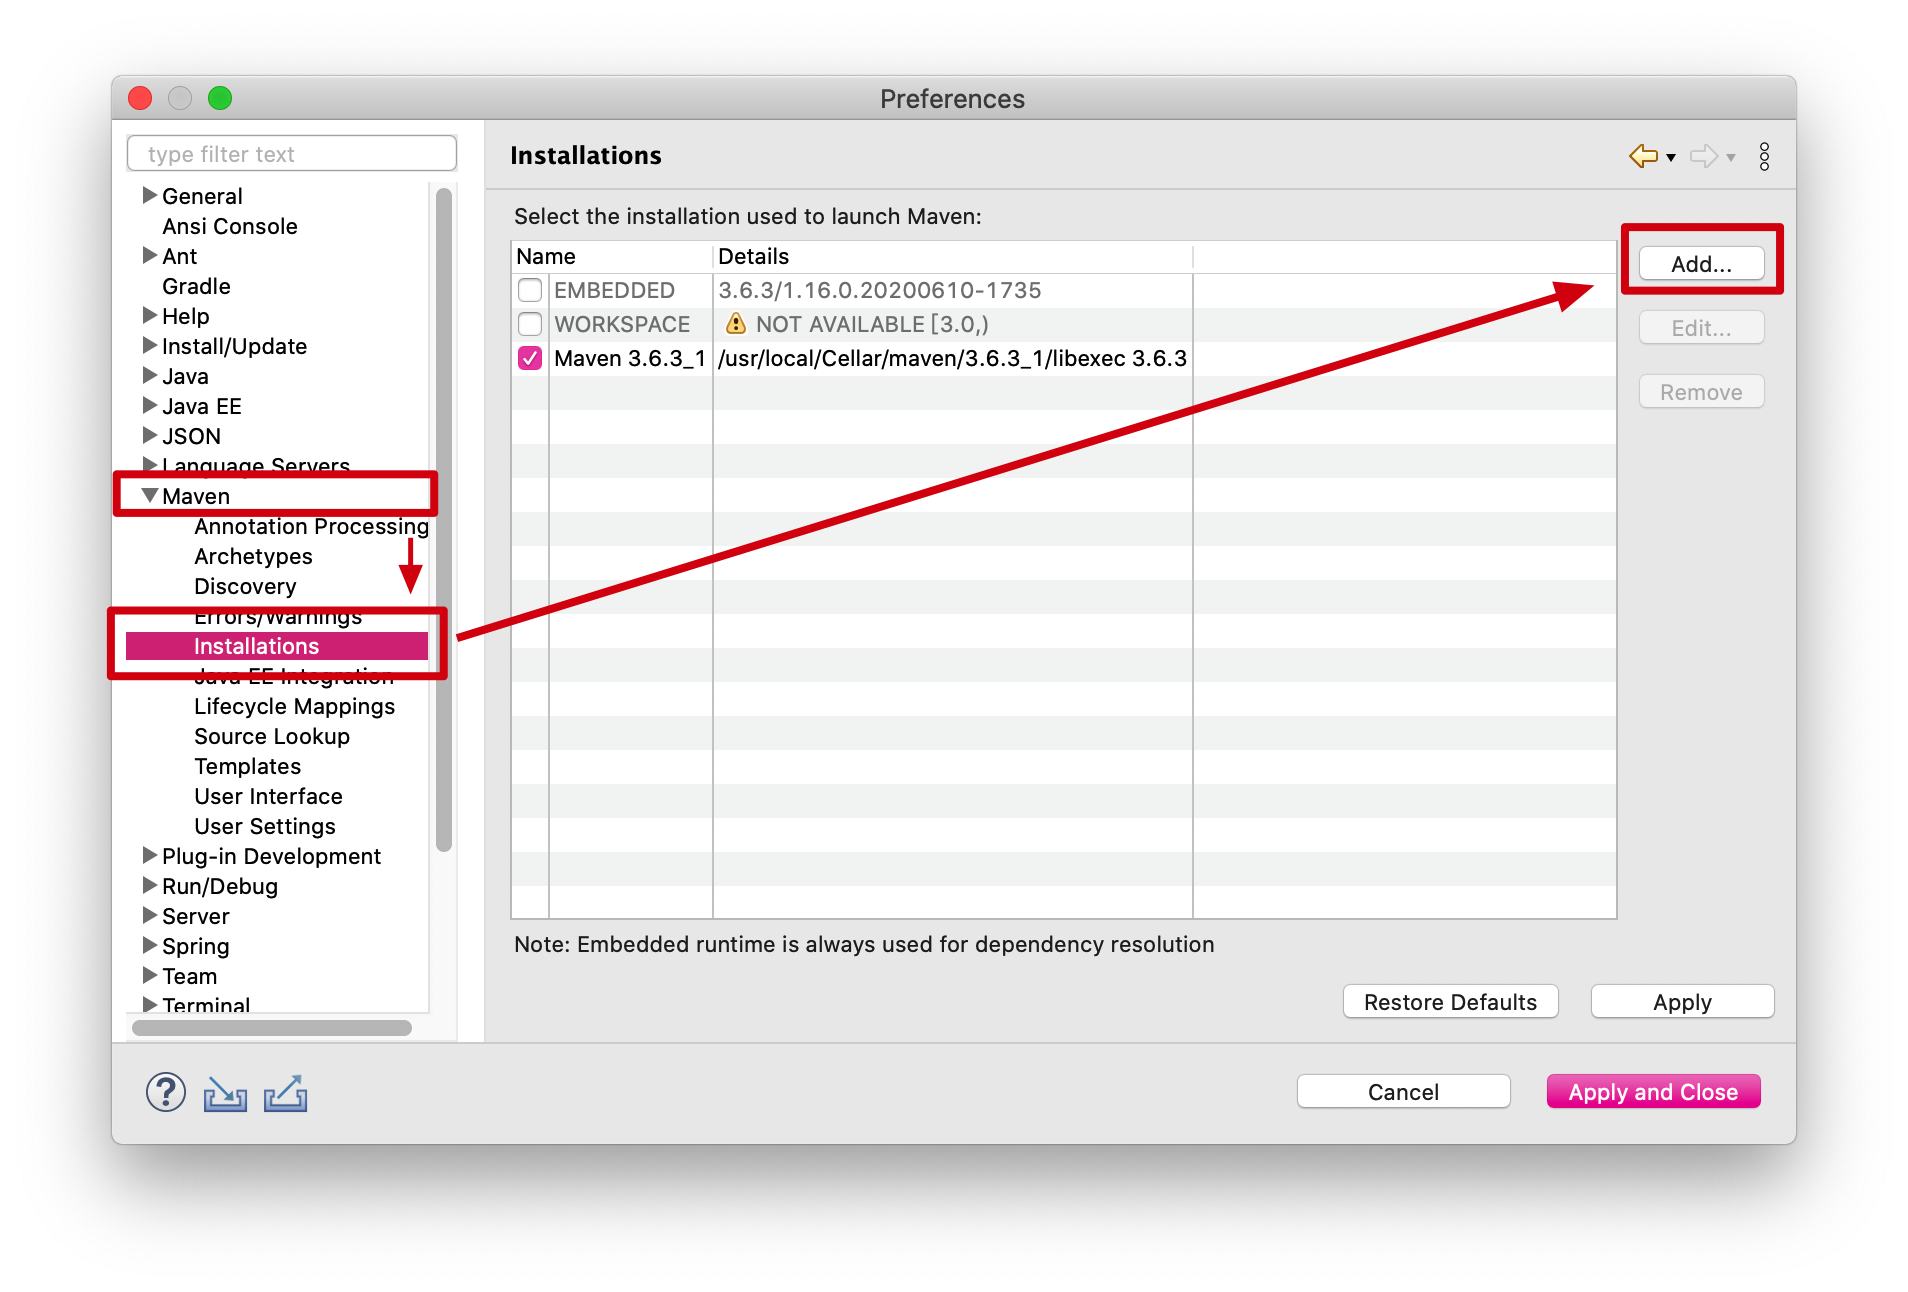 Preferences
type filter text
General
Ansi Console
Ant
Gradle
Help
Install/Update
Java
Java EE
JSON
Language Servers
Maven
Annotation Processing
Archetypes
Discovery
Errors/Warnings
Installations
Java EE Integration
Lifecycle Mappings
Source Lookup
Templates
User Interface
User Settings
Plug-in Development
Run/Debug
Server
Spring
Team
Terminal
Installations
Select the installation used to launch Maven:
Name Details
EMBEDDED 3.6.3/1.16.0.20200610-1735
WORKSPACE NOT AVAILABLE [3.0,)
Maven 3.6.3_1 /usr/local/Cellar/maven/3.6.3_1/libexec 3.6.3
Add...
Edit...
Remove
Note: Embedded runtime is always used for dependency resolution
Restore Defaults Apply
? Cancel Apply and Close